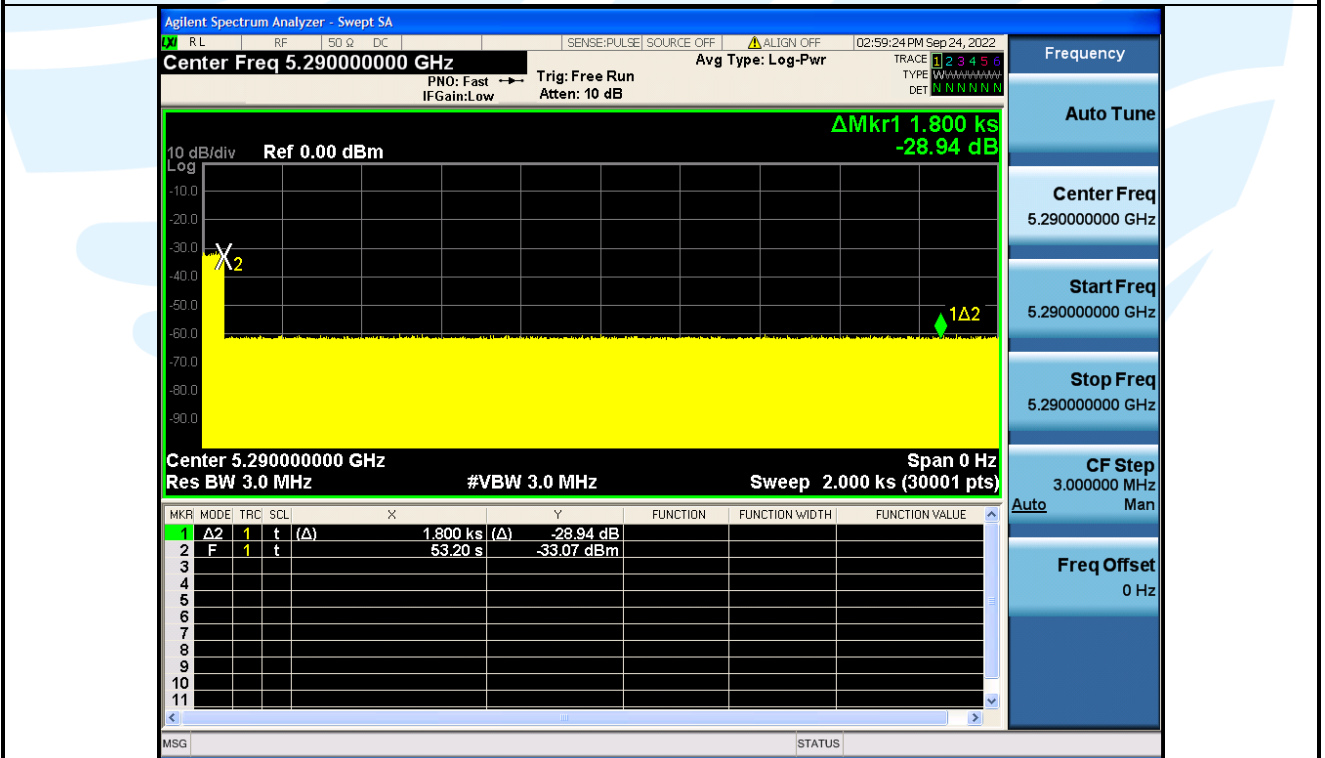 Agilent Spectrum Analyzer - Swept SA
LXI RL RF 50 Ω DC SENSE:PULSE SOURCE OFF ALIGN OFF 02:59:24 PM Sep 24, 2022
Center Freq 5.290000000 GHz
PNO: Fast
IFGain:Low
Trig: Free Run
Atten: 10 dB
Avg Type: Log-Pwr
TRACE 1 2 3 4 5 6
TYPE
DET N N N N N N
ΔMkr1 1.800 ks
-28.94 dB
10 dB/div Ref 0.00 dBm
Log
-10.0
-20.0
-30.0
-40.0
-50.0
-60.0
-70.0
-80.0
-90.0
2
1Δ2
Center 5.290000000 GHz Span 0 Hz
Res BW 3.0 MHz #VBW 3.0 MHz Sweep 2.000 ks (30001 pts)
MKR MODE TRC SCL X Y FUNCTION FUNCTION WIDTH FUNCTION VALUE
1 Δ2 1 t (Δ) 1.800 ks (Δ) -28.94 dB
2 F 1 t 53.20 s -33.07 dBm
3
4
5
6
7
8
9
10
11
MSG STATUS
Frequency
Auto Tune
Center Freq
5.290000000 GHz
Start Freq
5.290000000 GHz
Stop Freq
5.290000000 GHz
CF Step
3.000000 MHz
Auto Man
Freq Offset
0 Hz